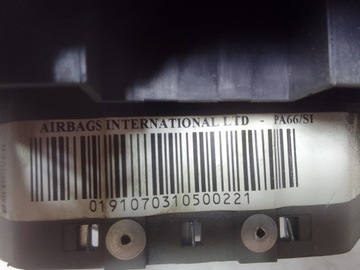 AIRBAGS INTERNATIONAL LTD - PA66/SI
0191070310500221